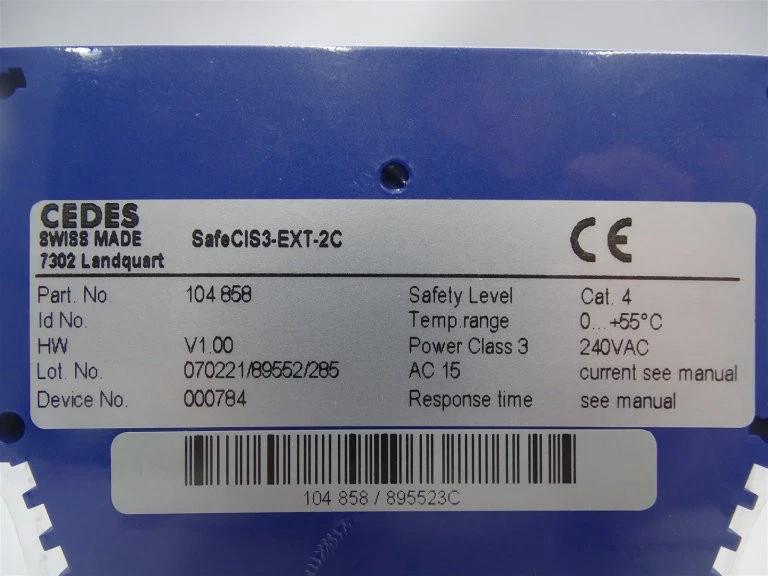 CEDES
SWISS MADE SafeCIS3-EXT-2C CE
7302 Landquart
Part. No 104 858 Safety Level Cat. 4
Id No. Temp.range 0... +55°C
HW V1.00 Power Class 3 240VAC
Lot. No. 070221/89552/285 AC 15 current see manual
Device No. 000784 Response time see manual
104 858 / 895523C